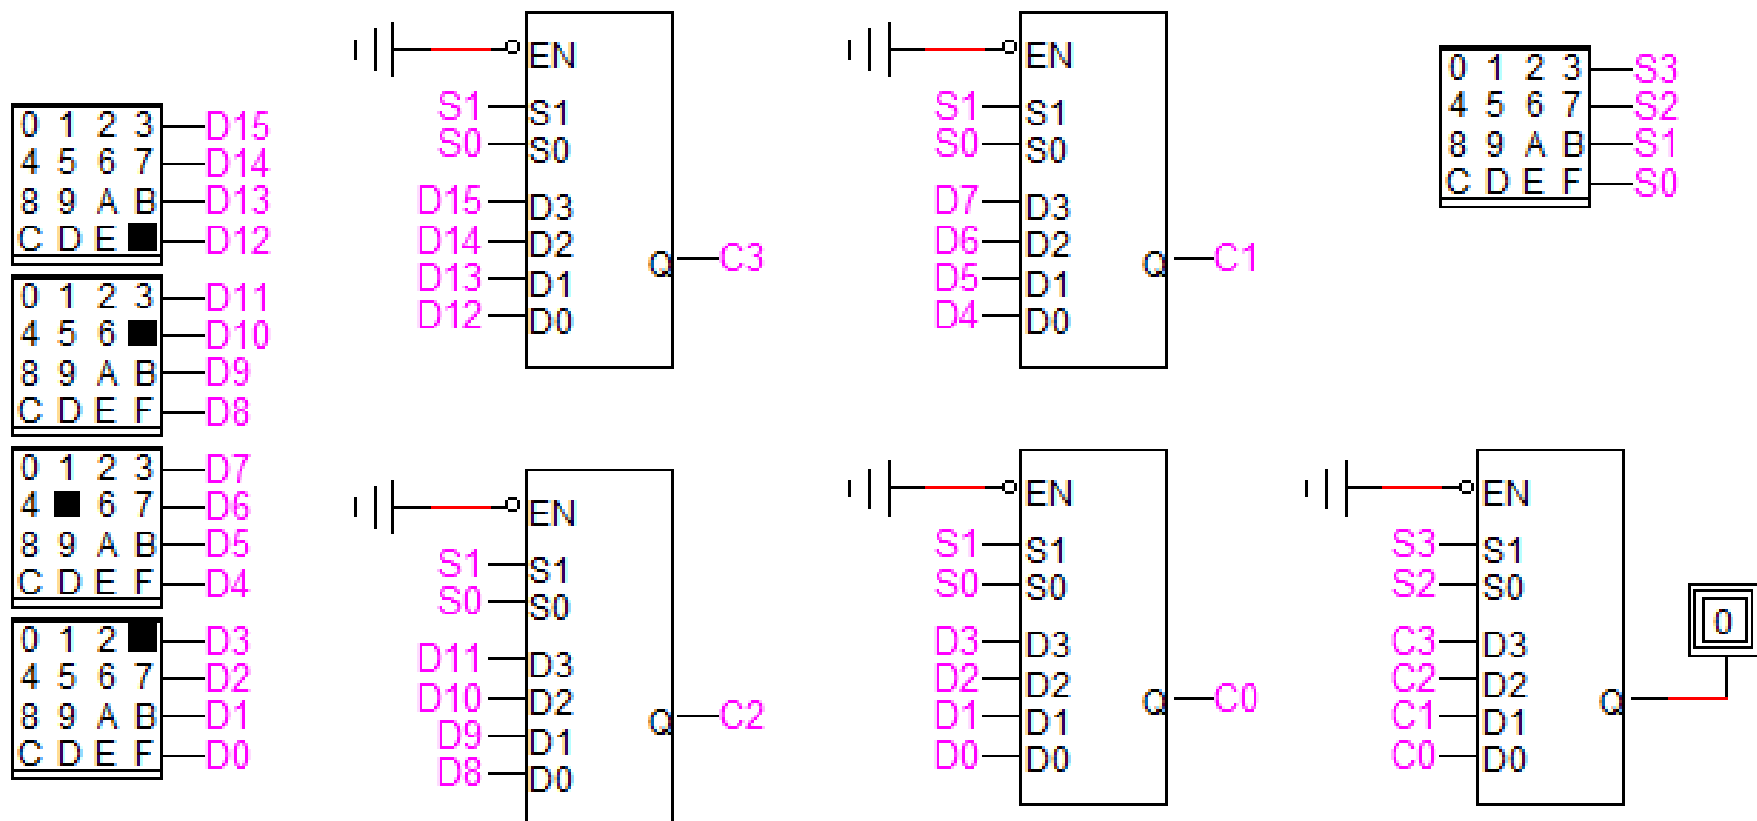 0 1 2 3 D15
4 5 6 7 D14
8 9 A B D13
C D E D12
0 1 2 3 D11
4 5 6 D10
8 9 A B D9
C D E F D8
0 1 2 3 D7
4 6 7 D6
8 9 A B D5
C D E F D4
0 1 2 D3
4 5 6 7 D2
8 9 A B D1
C D E F D0
EN
S1 S1
S0 S0
D15 D3
D14 D2
D13 D1
D12 D0
Q C3
EN
S1 S1
S0 S0
D11 D3
D10 D2
D9 D1
D8 D0
Q C2
EN
S1 S1
S0 S0
D7 D3
D6 D2
D5 D1
D4 D0
Q C1
EN
S1 S1
S0 S0
D3 D3
D2 D2
D1 D1
D0 D0
Q C0
0 1 2 3 S3
4 5 6 7 S2
8 9 A B S1
C D E F S0
EN
S3 S1
S2 S0
C3 D3
C2 D2
C1 D1
C0 D0
Q
0